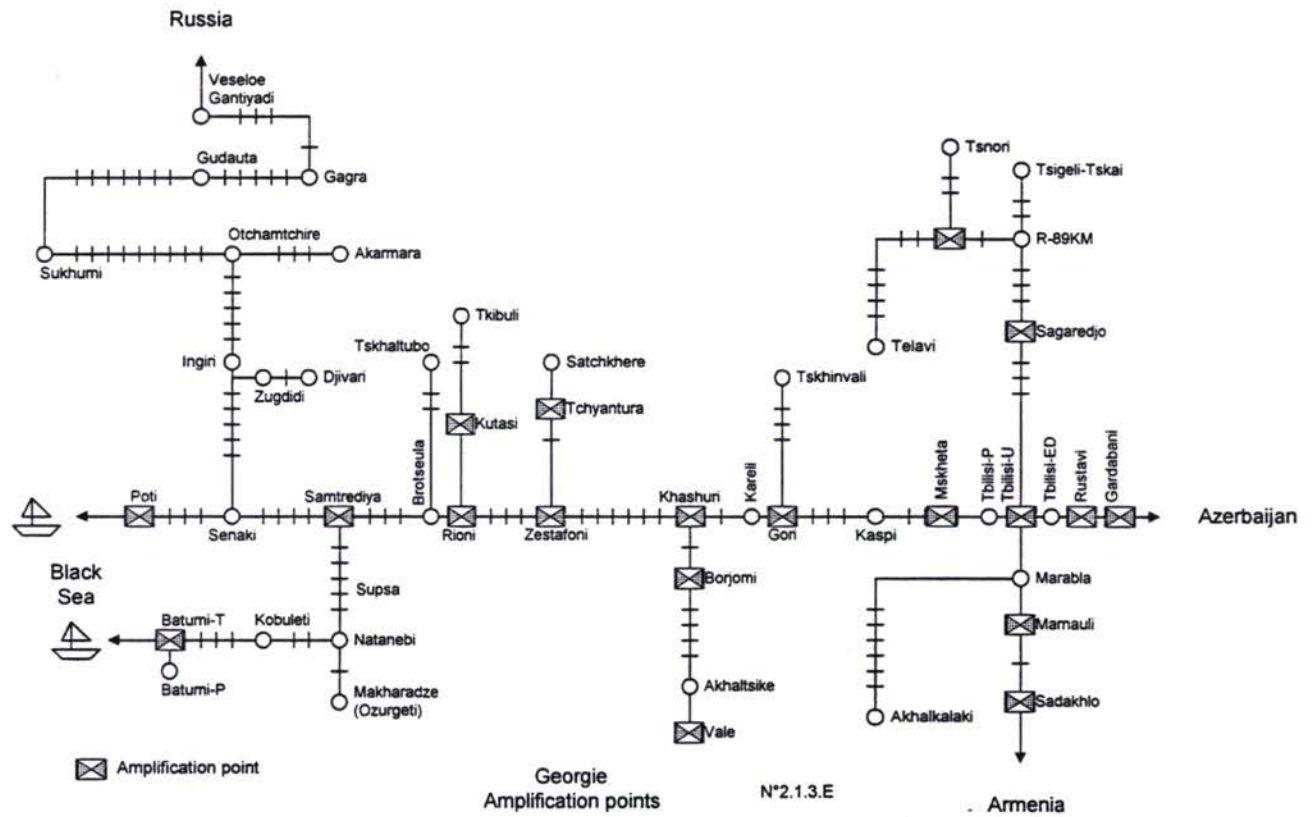 Russia
Veseloe
Gantiyadi
Gudauta
Gagra
Tsnori
Tsigeli-Tskai
Otchamtchire
Akarmara
Sukhumi
R-89KM
Tkibuli
Sagaredjo
Telavi
Ingiri
Tskhaltubo
Satchkhere
Djivari
Zugdidi
Tskhinvali
Tchyantura
Kutasi
Brotseula
Kareli
Mskheta
Tbilisi-P
Tbilisi-U
Tbilisi-ED
Rustavi
Gardabani
Poti
Samtrediya
Khashuri
Azerbaijan
Senaki
Rioni
Zestafoni
Gori
Kaspi
Black
Sea
Supsa
Borjomi
Marabla
Batumi-T
Kobuleti
Natanebi
Mamauli
Batumi-P
Makharadze
(Ozurgeti)
Akhaltsike
Vale
Akhalkalaki
Sadakhlo
Amplification point
Georgie
Amplification points
N°2.1.3.E
Armenia